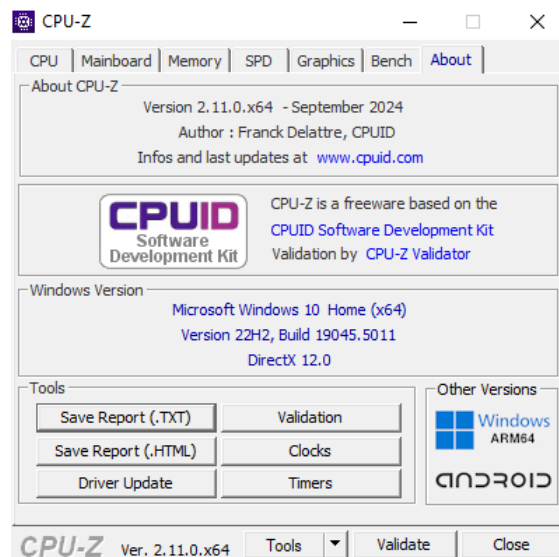 CPU-Z
CPU Mainboard Memory SPD Graphics Bench About
About CPU-Z
Version 2.11.0.x64 - September 2024
Author : Franck Delattre, CPUID
Infos and last updates at www.cpuid.com
CPUID
Software
Development Kit
CPU-Z is a freeware based on the
CPUID Software Development Kit
Validation by CPU-Z Validator
Windows Version
Microsoft Windows 10 Home (x64)
Version 22H2, Build 19045.5011
DirectX 12.0
Tools
Save Report (.TXT) Validation
Save Report (.HTML) Clocks
Driver Update Timers
Other Versions
Windows
ARM64
ANDROID
CPU-Z Ver. 2.11.0.x64 Tools Validate Close